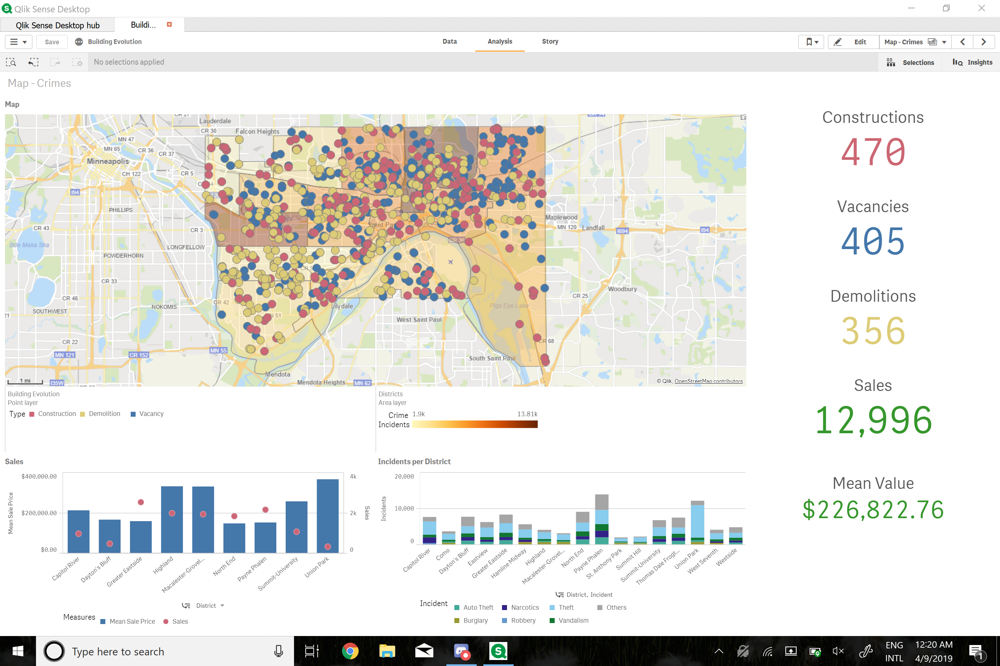 Qlik Sense Desktop
Qlik Sense Desktop hub
Buildi...
Save
Building Evolution
Data
Analysis
Story
Edit
Map - Crimes
No selections applied
Selections
Insights
Map - Crimes
Map
CR 27
Lauderdale
CR 30
Falcon Heights
MN 47
MN 65
CR 36
CR 37
Minneapolis
CH 122
CR 5
I94
PHILLIPS
CR 43
CR 3
Bde Maka Ska
LONGFELLOW
POWDERHORN
CR 33
CR 46
SOUTHWEST
NOKOMIS
CR 42
CR 22
MN 121
CR 152
MN 55
Lilydale
West Saint Paul
Pigs Eye Lake
CR 36
Maplewood
MN 120
Landfall
I694
I94
CR 25
Woodbury
CR 68
South Saint Paul
Mendota
Mendota Heights
MN 62
I35W
1 mi
© Qlik, OpenStreetMap contributors
Constructions
470
Vacancies
405
Demolitions
356
Sales
12,996
Mean Value
$226,822.76
Building Evolution
Point layer
Type
Construction
Demolition
Vacancy
Districts
Area layer
Crime
Incidents
1.9k
13.81k
Sales
$400,000.00
$200,000.00
$0.00
Mean Sale Price
4k
2k
0
Sales
Capitol River
Dayton's Bluff
Greater Eastside
Highland
Macalester-Grovel...
North End
Payne Phalen
Summit-University
Union Park
District
Measures
Mean Sale Price
Sales
Incidents per District
20,000
10,000
0
Incidents
Capitol River
Como
Dayton's Bluff
Eastview
Greater Eastside
Hamline Midway
Highland
Macalester-Grovel...
North End
Payne Phalen
St. Anthony Park
Summit Hill
Summit-University
Thomas Dale Frogt...
Union Park
West Seventh
Westside
District, Incident
Incident
Auto Theft
Narcotics
Theft
Others
Burglary
Robbery
Vandalism
Type here to search
ENG
INTL
12:20 AM
4/9/2019
1